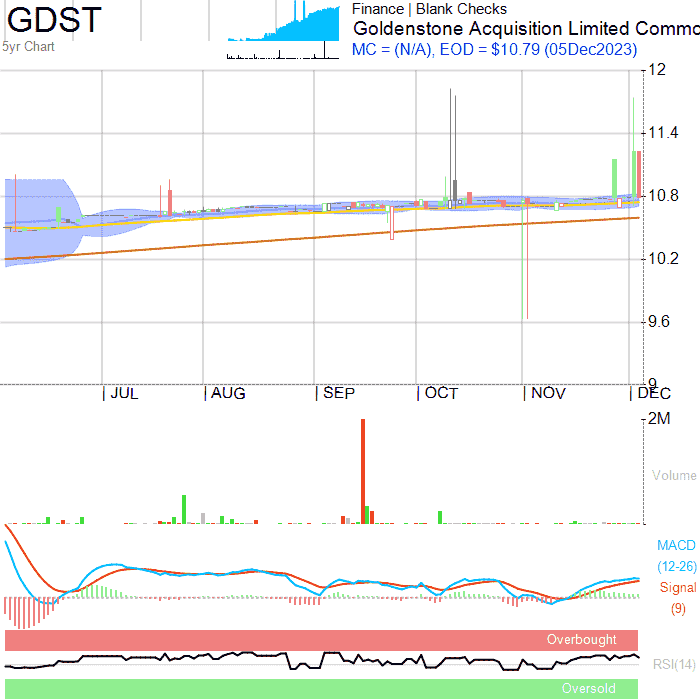 GDST
5yr Chart
Finance | Blank Checks
Goldenstone Acquisition Limited Commo
MC = (N/A), EOD = $10.79 (05Dec2023)
12
11.4
10.8
10.2
9.6
9
JUL AUG SEP OCT NOV DEC
2M
Volume
MACD
(12-26)
Signal
(9)
Overbought
RSI(14)
Oversold